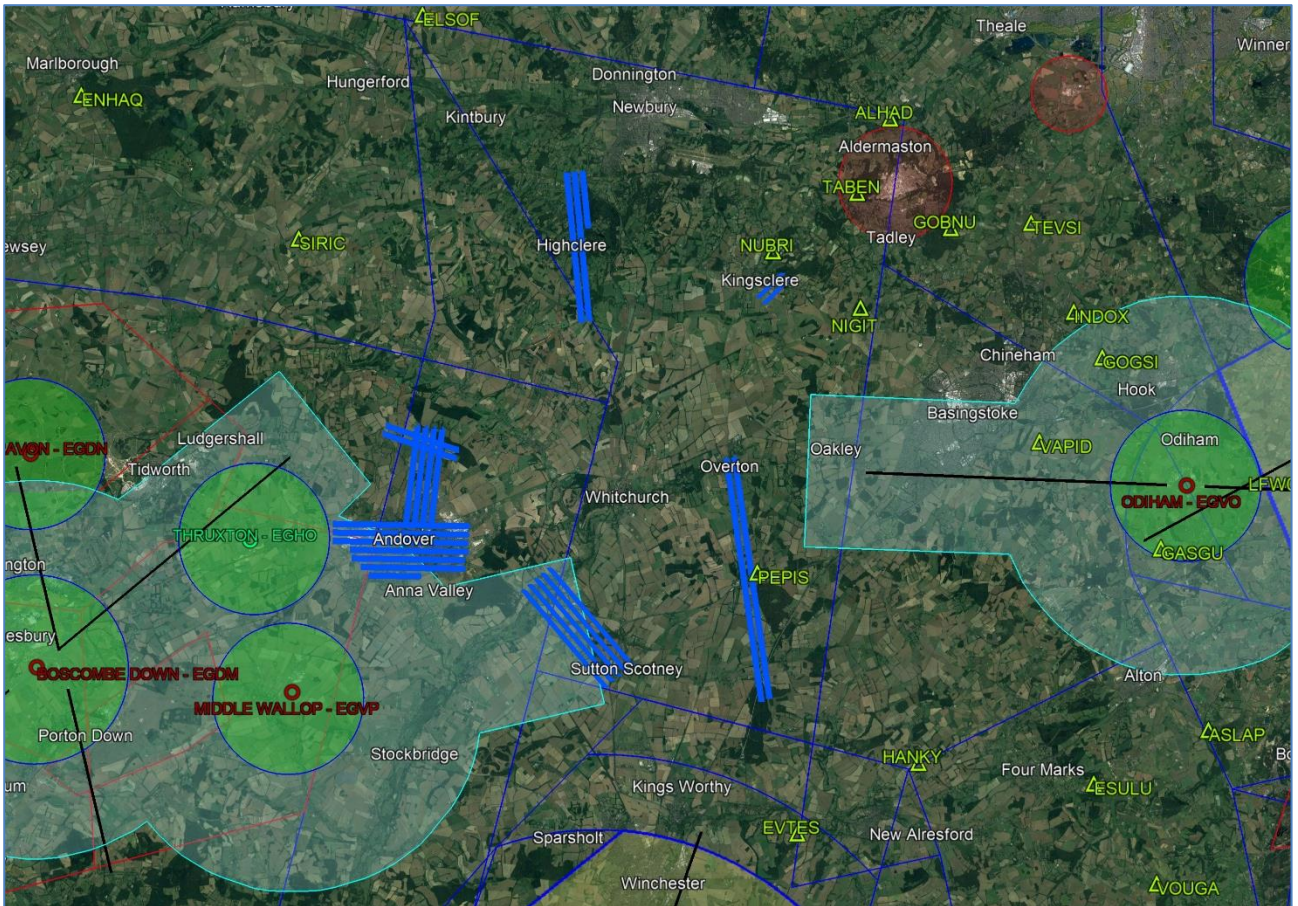 ELSOF
Theale
Winner
Marlborough
Hungerford
Donnington
ENHAQ
Kintbury
Newbury
ALHAD
Aldermaston
TABEN
SIRIC
Highclere
NUBRI
Tadley
GOBNU
TEVSI
ewsey
Kingsclere
NIGIT
INDOX
Chineham
GOGSI
Hook
Basingstoke
Ludgershall
AVON - EGDN
Tidworth
Overton
Oakley
VAPID
Odiham
Whitchurch
ODIHAM - EGVO
THRUXTON - EGHO
Andover
GASGU
ngton
Anna Valley
PEPIS
esbury
BOSCOMBE DOWN - EGDM
Sutton Scotney
Alton
MIDDLE WALLOP - EGVP
Porton Down
Stockbridge
ASLAP
HANKY
Four Marks
ESULU
um
Kings Worthy
EVTES
New Alresford
Sparsholt
Winchester
VOUGA